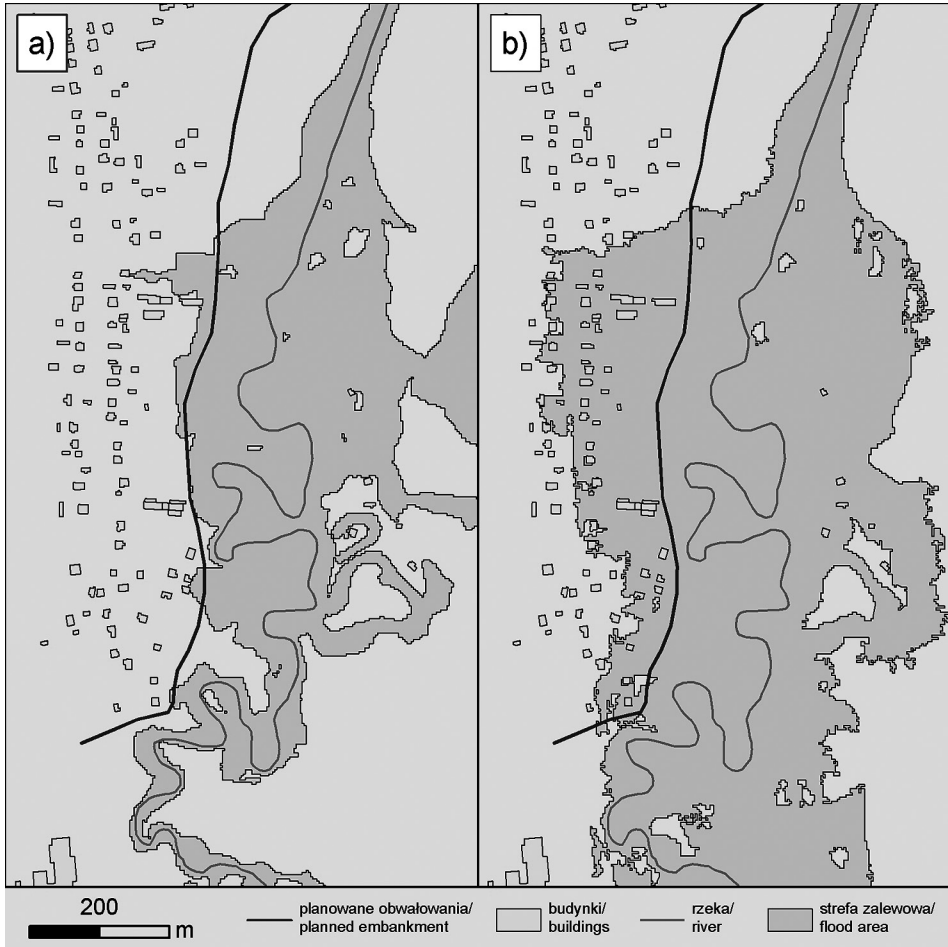 a)
b)
200
m
planowane obwałowania/
planned embankment
budynki/
buildings
rzeka/
river
strefa zalewowa/
flood area